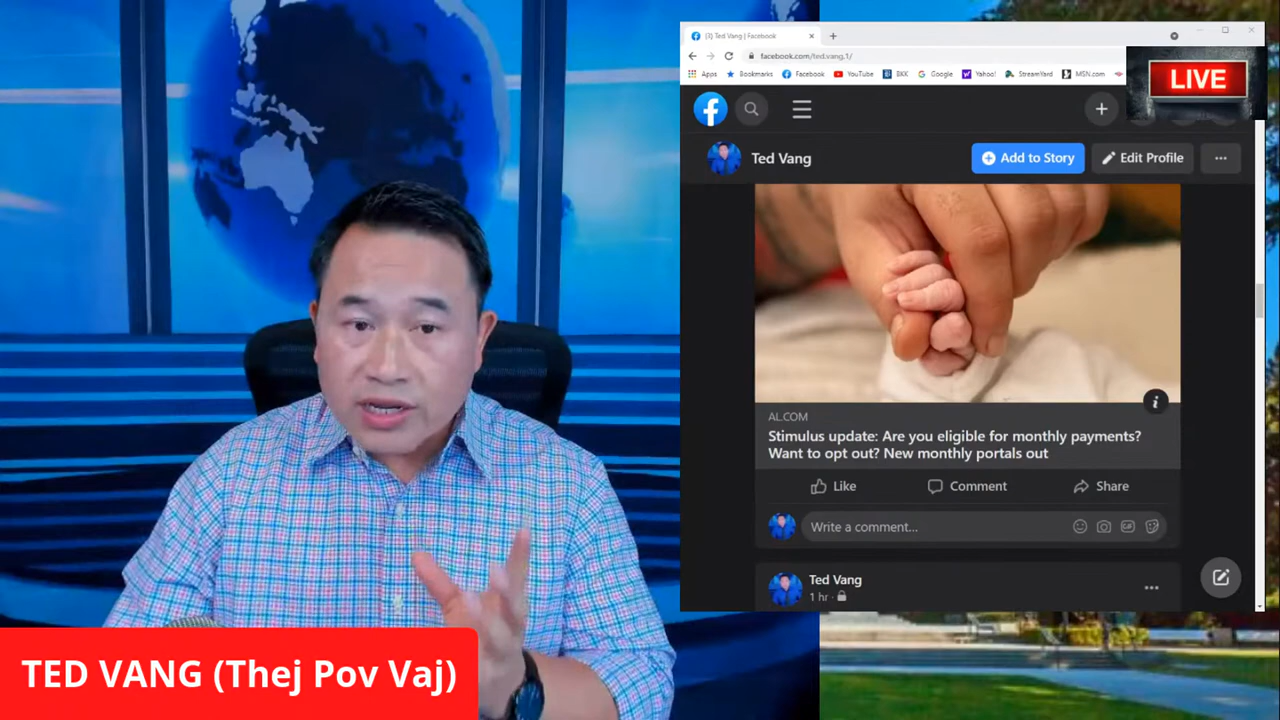 (3) Ted Vang | Facebook
facebook.com/ted.vang.1/
Apps Bookmarks Facebook YouTube BKK Google Yahoo! StreamYard MSN.com
LIVE
Ted Vang
Add to Story
Edit Profile
AL.COM
Stimulus update: Are you eligible for monthly payments?
Want to opt out? New monthly portals out
Like Comment Share
Write a comment...
GIF
Ted Vang
1 hr
TED VANG (Thej Pov Vaj)